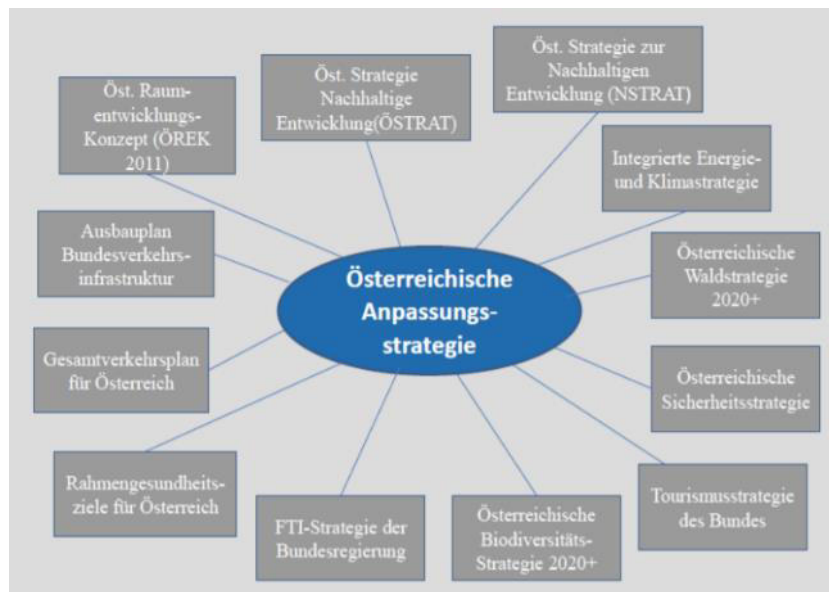 Öst. Raum-
entwicklungs-
Konzept (ÖREK
2011)
Öst. Strategie
Nachhaltige
Entwicklung(ÖSTRAT)
Öst. Strategie zur
Nachhaltigen
Entwicklung (NSTRAT)
Integrierte Energie-
und Klimastrategie
Ausbauplan
Bundesverkehrs-
infrastruktur
Österreichische
Anpassungs-
strategie
Österreichische
Waldstrategie
2020+
Gesamtverkehrsplan
für Österreich
Österreichische
Sicherheitsstrategie
Rahmengesundheits-
ziele für Österreich
FTI-Strategie der
Bundesregierung
Österreichische
Biodiversitäts-
Strategie 2020+
Tourismusstrategie
des Bundes